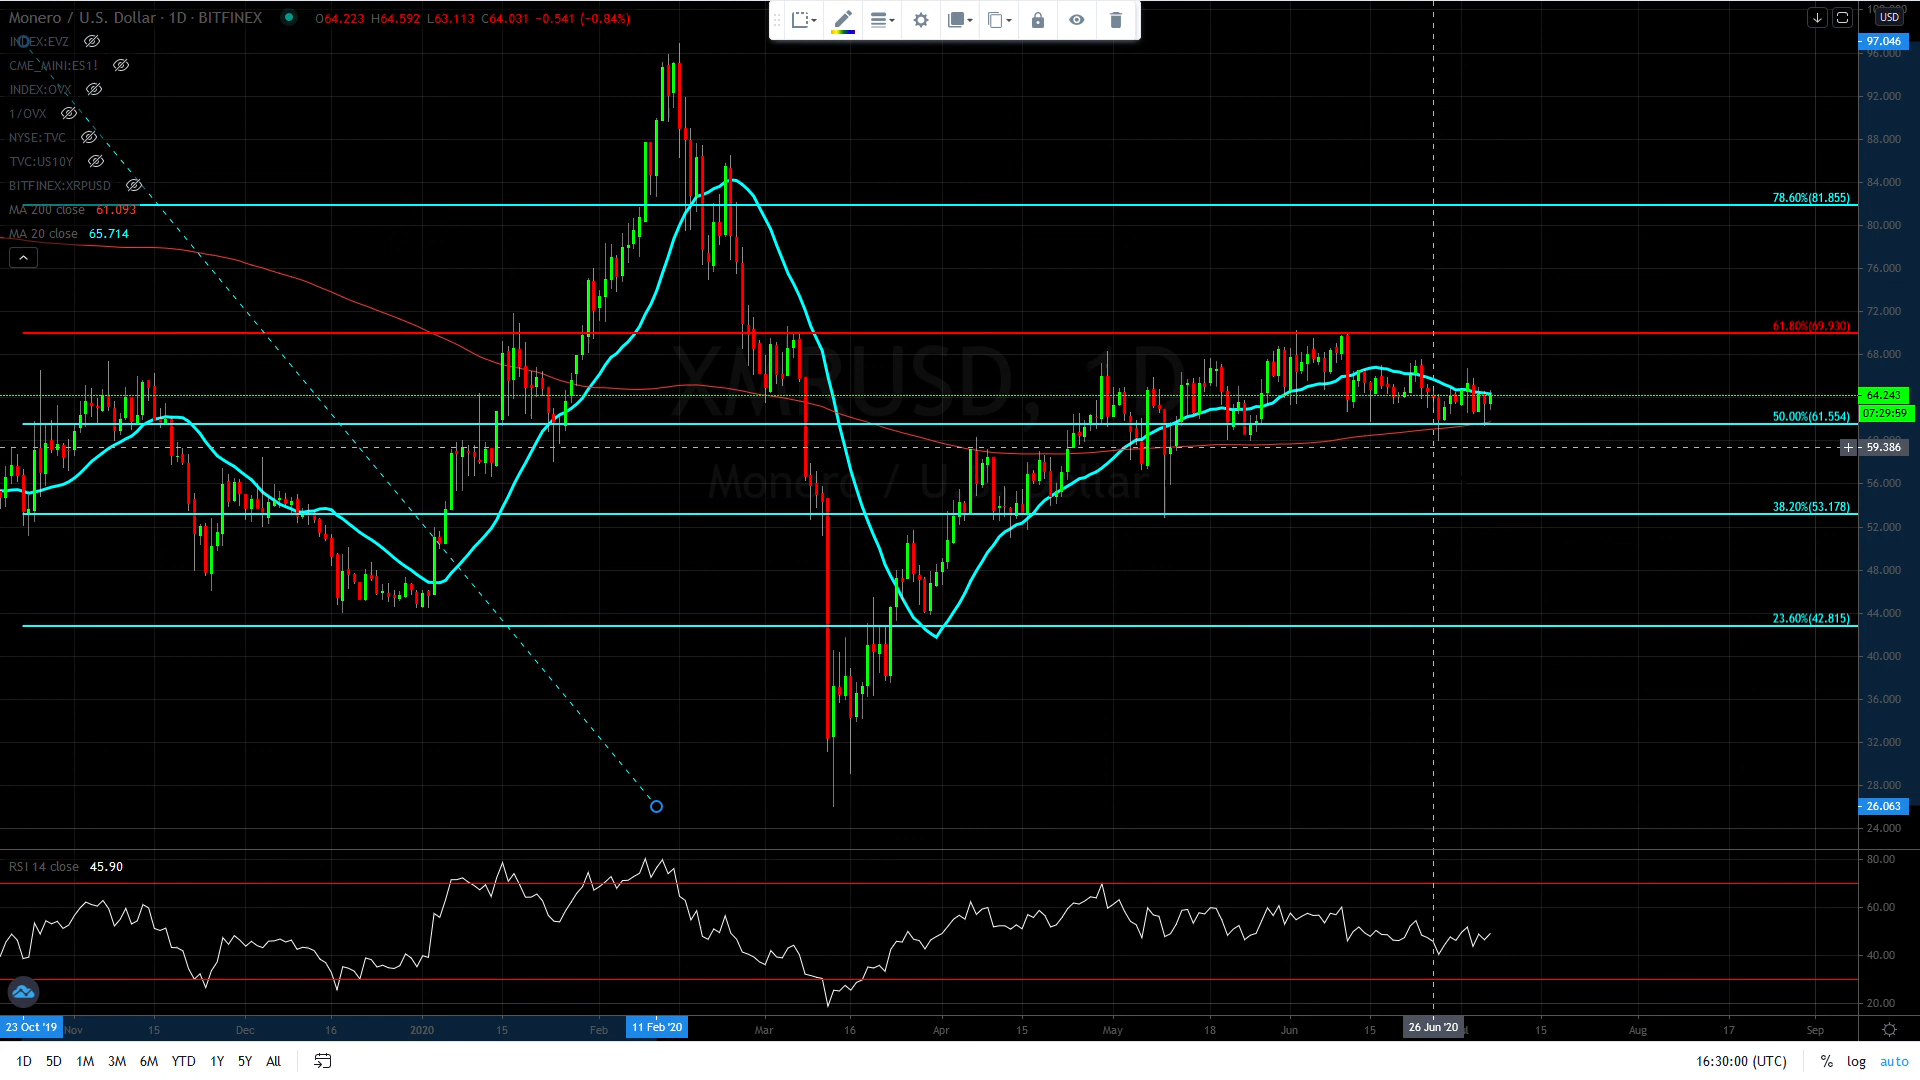 Monero / U.S. Dollar · 1D · BITFINEX O64.223 H64.592 L63.113 C64.031 −0.541 (−0.84%)
INDEX:EVZ
CME_MINI:ES1!
INDEX:OVX
1/OVX
NYSE:TVC
TVC:US10Y
BITFINEX:XRPUSD
MA 200 close 61.093
MA 20 close 65.714
USD
97.046
96.000
92.000
88.000
84.000
78.60%(81.855)
80.000
76.000
72.000
61.80%(69.930)
68.000
XMRUSD, 1D
64.243
07:29:59
50.00%(61.554)
59.386
Monero / U.S. Dollar
56.000
38.20%(53.178)
52.000
48.000
44.000
23.60%(42.815)
40.000
36.000
32.000
28.000
26.063
24.000
RSI 14 close 45.90
80.00
60.00
40.00
20.00
23 Oct '19 Nov 15 Dec 16 2020 15 Feb 11 Feb '20 Mar 16 Apr 15 May 18 Jun 15 26 Jun '20 15 Aug 17 Sep
1D 5D 1M 3M 6M YTD 1Y 5Y All 16:30:00 (UTC) % log auto